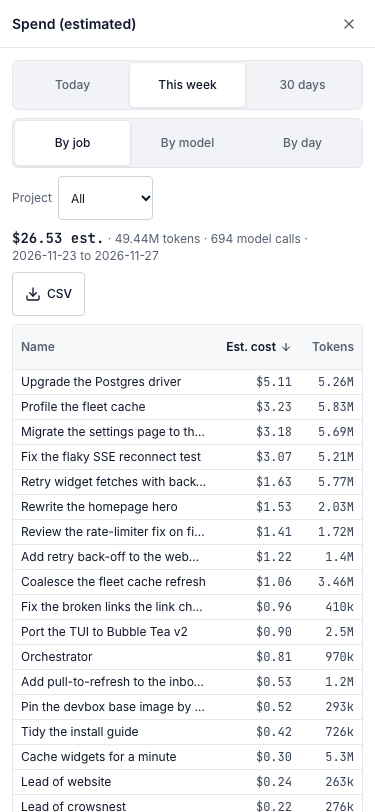 Spend (estimated)
Today This week 30 days
By job By model By day
Project All
$26.53 est. · 49.44M tokens · 694 model calls ·
2026-11-23 to 2026-11-27
CSV
Name Est. cost ↓ Tokens
Upgrade the Postgres driver $5.11 5.26M
Profile the fleet cache $3.23 5.83M
Migrate the settings page to th... $3.18 5.69M
Fix the flaky SSE reconnect test $3.07 5.21M
Retry widget fetches with back... $1.63 5.77M
Rewrite the homepage hero $1.53 2.03M
Review the rate-limiter fix on fi... $1.41 1.72M
Add retry back-off to the web... $1.22 1.4M
Coalesce the fleet cache refresh $1.06 3.46M
Fix the broken links the link ch... $0.96 410k
Port the TUI to Bubble Tea v2 $0.90 2.5M
Orchestrator $0.81 970k
Add pull-to-refresh to the inbo... $0.53 1.2M
Pin the devbox base image by ... $0.52 293k
Tidy the install guide $0.42 726k
Cache widgets for a minute $0.30 5.3M
Lead of website $0.24 263k
Lead of crowsnest $0.22 276k